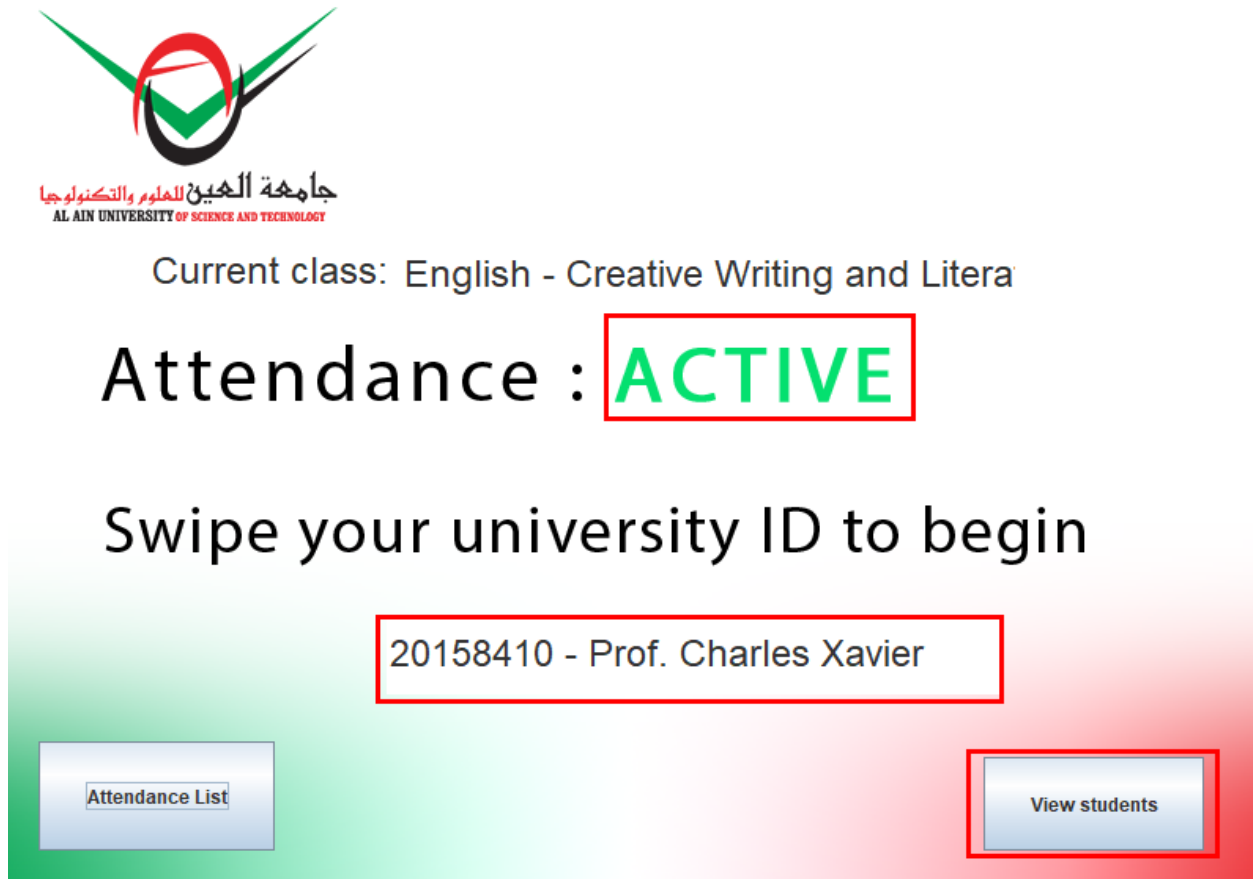 جامعة العين للعلوم والتكنولوجيا
AL AIN UNIVERSITY OF SCIENCE AND TECHNOLOGY
Current class: English - Creative Writing and Litera
Attendance : ACTIVE
Swipe your university ID to begin
20158410 - Prof. Charles Xavier
Attendance List
View students